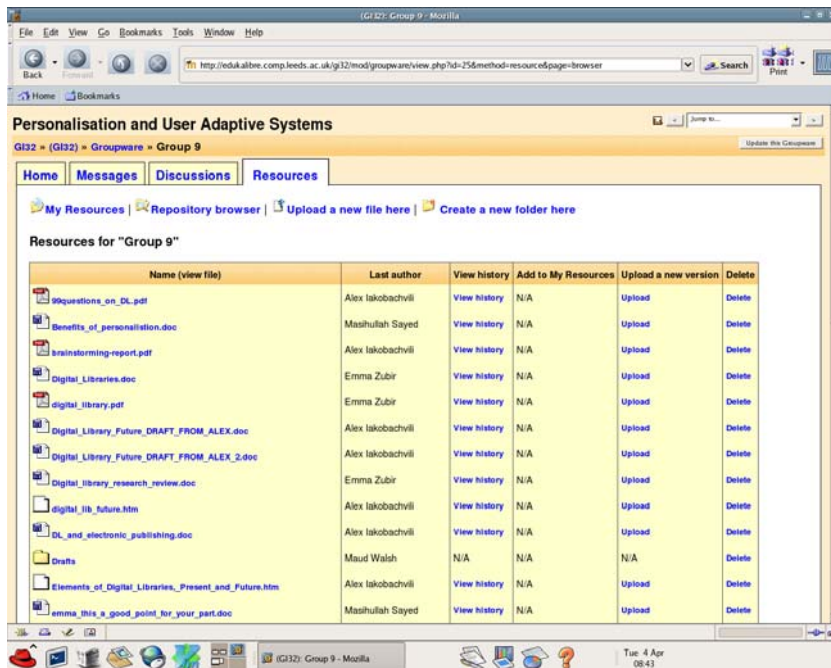 (GI32): Group 9 - Mozilla
File Edit View Go Bookmarks Tools Window Help
Back Forward http://edukalibre.comp.leeds.ac.uk/gi32/mod/groupware/view.php?id=25&method=resource&page=browser Search Print
Home Bookmarks
Personalisation and User Adaptive Systems Jump to...
GI32 » (GI32) » Groupware » Group 9 Update this Groupware
Home Messages Discussions Resources
My Resources | Repository browser | Upload a new file here | Create a new folder here
Resources for "Group 9"
Name (view file) Last author View history Add to My Resources Upload a new version Delete
99questions_on_DL.pdf Alex Iakobachvili View history N/A Upload Delete
Benefits_of_personalistion.doc Masihullah Sayed View history N/A Upload Delete
brainstorming-report.pdf Alex Iakobachvili View history N/A Upload Delete
Digital_Libraries.doc Emma Zubir View history N/A Upload Delete
digital_library.pdf Emma Zubir View history N/A Upload Delete
Digital_Library_Future_DRAFT_FROM_ALEX.doc Alex Iakobachvili View history N/A Upload Delete
Digital_Library_Future_DRAFT_FROM_ALEX_2.doc Alex Iakobachvili View history N/A Upload Delete
Digital_library_research_review.doc Emma Zubir View history N/A Upload Delete
digital_lib_future.htm Alex Iakobachvili View history N/A Upload Delete
DL_and_electronic_publishing.doc Alex Iakobachvili View history N/A Upload Delete
Drafts Maud Walsh N/A N/A N/A Delete
Elements_of_Digital_Libraries,_Present_and_Future.htm Alex Iakobachvili View history N/A Upload Delete
emma_this_a_good_point_for_your_part.doc Masihullah Sayed View history N/A Upload Delete
(GI32): Group 9 - Mozilla Tue 4 Apr
08:43